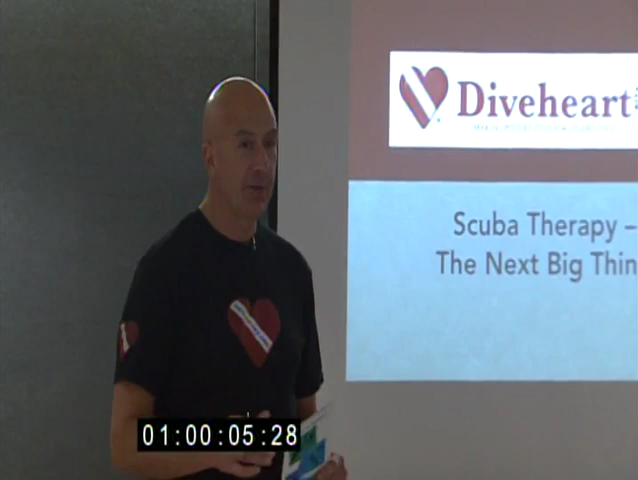 Diveheart
Scuba Therapy –
The Next Big Thin
01:00:05:28